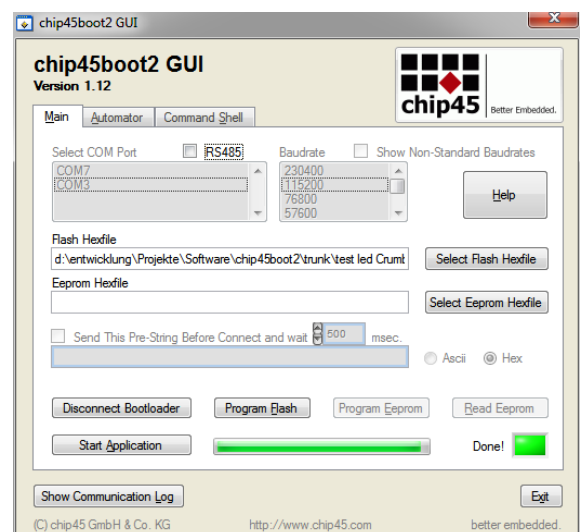 chip45boot2 GUI
chip45boot2 GUI
Version 1.12
chip45 Better Embedded.
Main Automator Command Shell
Select COM Port RS485 Baudrate Show Non-Standard Baudrates
COM7 230400
COM3 115200
76800
57600
Help
Flash Hexfile
d:\entwicklung\Projekte\Software\chip45boot2\trunk\test led Crumb Select Flash Hexfile
Eeprom Hexfile
Select Eeprom Hexfile
Send This Pre-String Before Connect and wait 500 msec.
Ascii Hex
Disconnect Bootloader Program Flash Program Eeprom Read Eeprom
Start Application Done!
Show Communication Log Exit
(C) chip45 GmbH & Co. KG http://www.chip45.com better embedded.